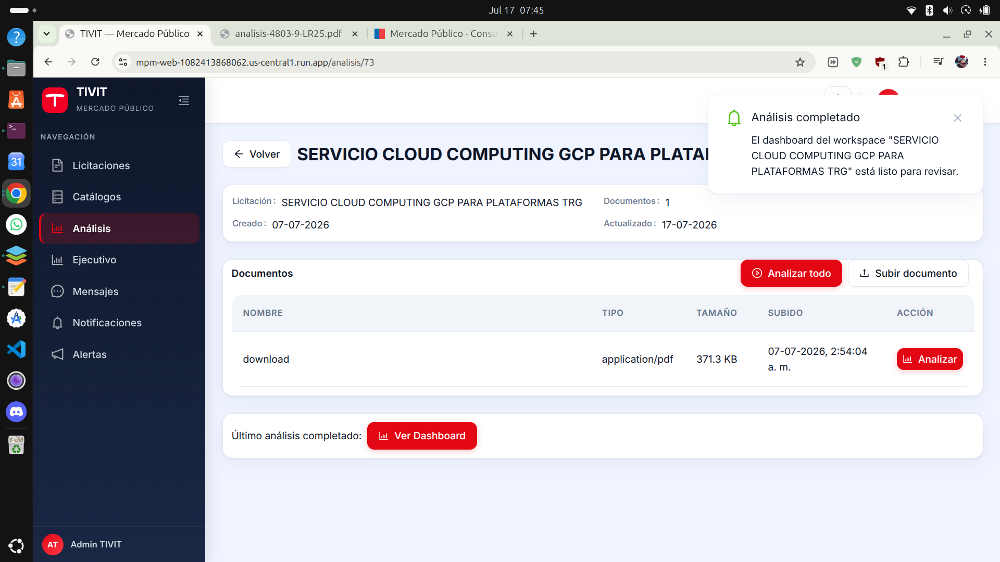 Jul 17 07:45
TIVIT — Mercado Público
analisis-4803-9-LR25.pdf
Mercado Público - Consu
mpm-web-1082413868062.us-central1.run.app/analisis/73
1
31
TIVIT
MERCADO PÚBLICO
NAVEGACIÓN
Licitaciones
Catálogos
Análisis
Ejecutivo
Mensajes
Notificaciones
Alertas
AT
Admin TIVIT
Volver
SERVICIO CLOUD COMPUTING GCP PARA PLATA
Análisis completado
El dashboard del workspace "SERVICIO
CLOUD COMPUTING GCP PARA
PLATAFORMAS TRG" está listo para revisar.
Licitación: SERVICIO CLOUD COMPUTING GCP PARA PLATAFORMAS TRG
Documentos: 1
Creado: 07-07-2026
Actualizado: 17-07-2026
Documentos
Analizar todo
Subir documento
NOMBRE TIPO TAMAÑO SUBIDO ACCIÓN
download application/pdf 371.3 KB 07-07-2026, 2:54:04
a. m.
Analizar
Último análisis completado: Ver Dashboard